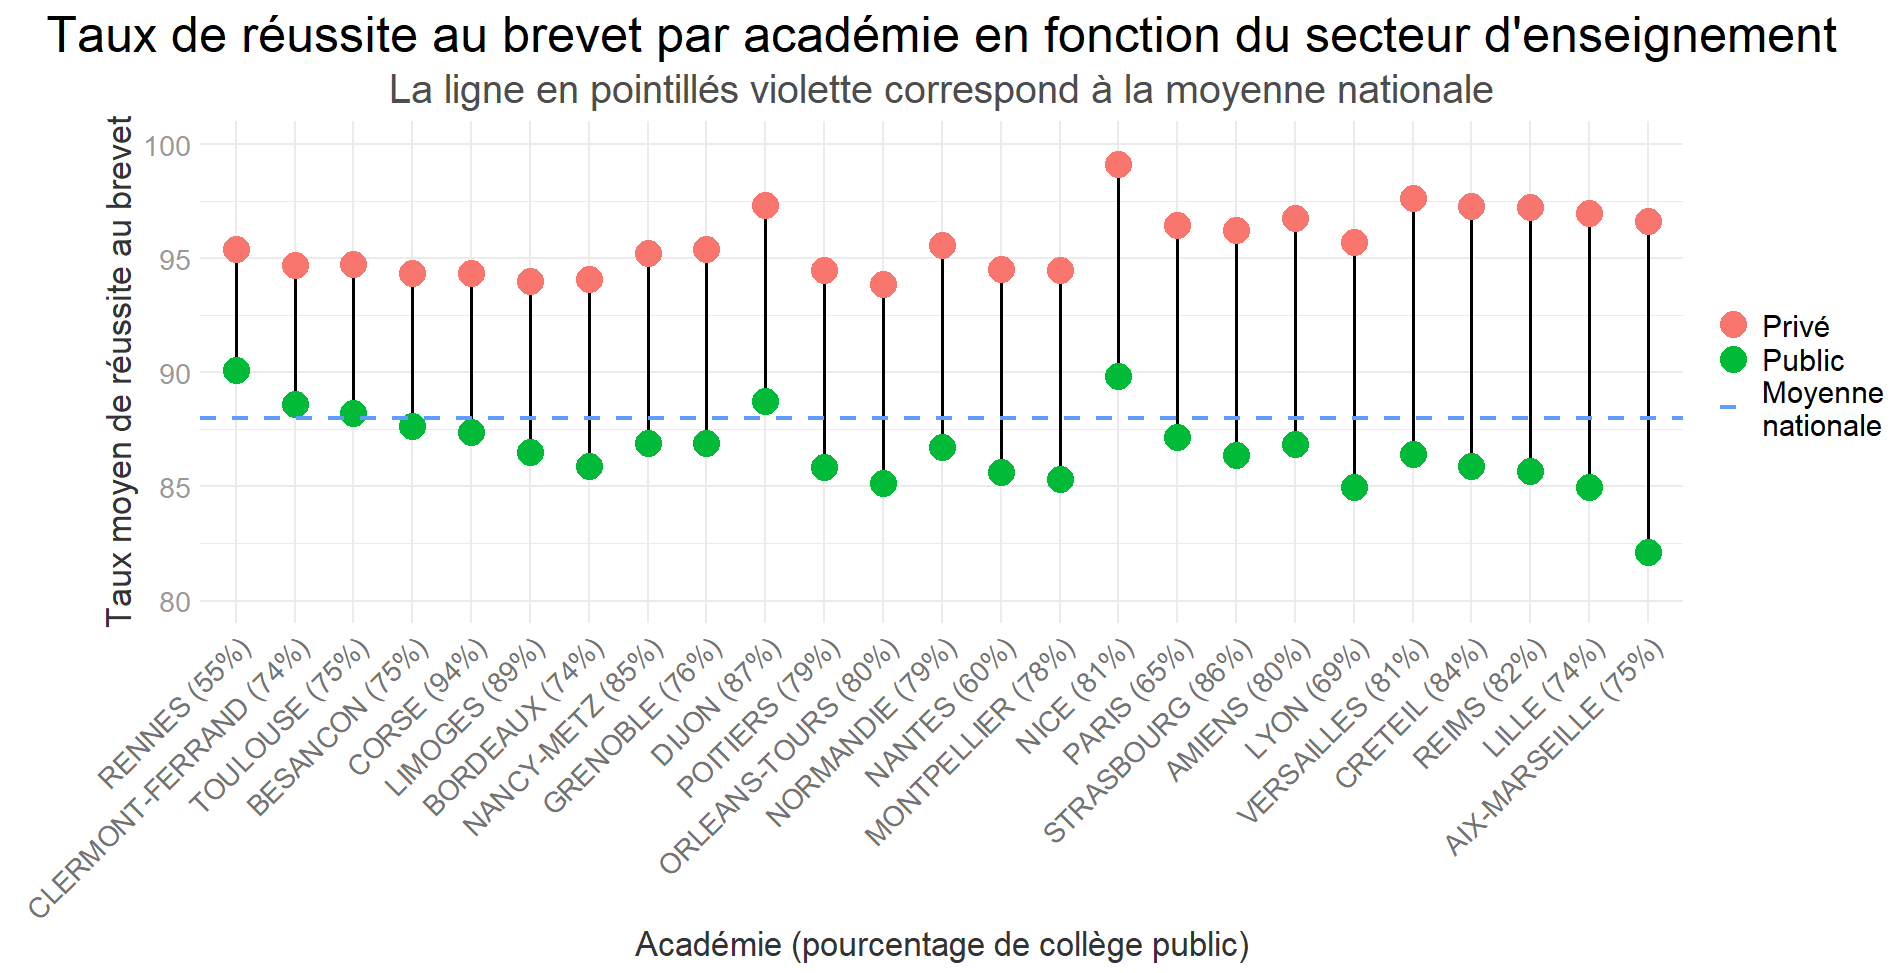 Taux de réussite au brevet par académie en fonction du secteur d'enseignement
La ligne en pointillés violette correspond à la moyenne nationale
Taux moyen de réussite au brevet
100
95
90
85
80
RENNES (55%)
CLERMONT-FERRAND (74%)
TOULOUSE (75%)
BESANCON (75%)
CORSE (94%)
LIMOGES (89%)
BORDEAUX (74%)
NANCY-METZ (85%)
GRENOBLE (76%)
DIJON (87%)
POITIERS (79%)
ORLEANS-TOURS (80%)
NORMANDIE (79%)
NANTES (60%)
MONTPELLIER (78%)
NICE (81%)
PARIS (65%)
STRASBOURG (86%)
AMIENS (80%)
LYON (69%)
VERSAILLES (81%)
CRETEIL (84%)
REIMS (82%)
LILLE (74%)
AIX-MARSEILLE (75%)
Académie (pourcentage de collège public)
Privé
Public
Moyenne
nationale